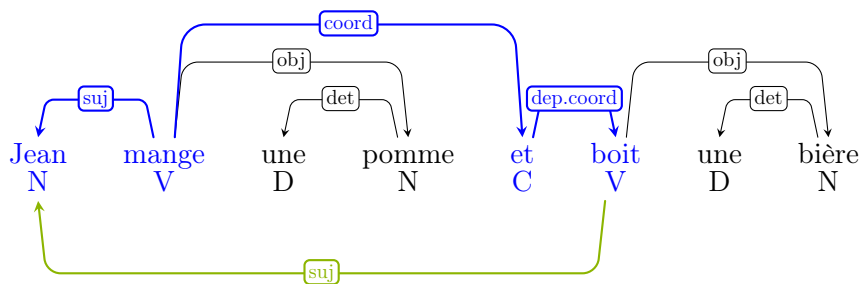 coord
obj obj
suj det dep.coord det
Jean mange une pomme et boit une bière
N V D N C V D N
suj